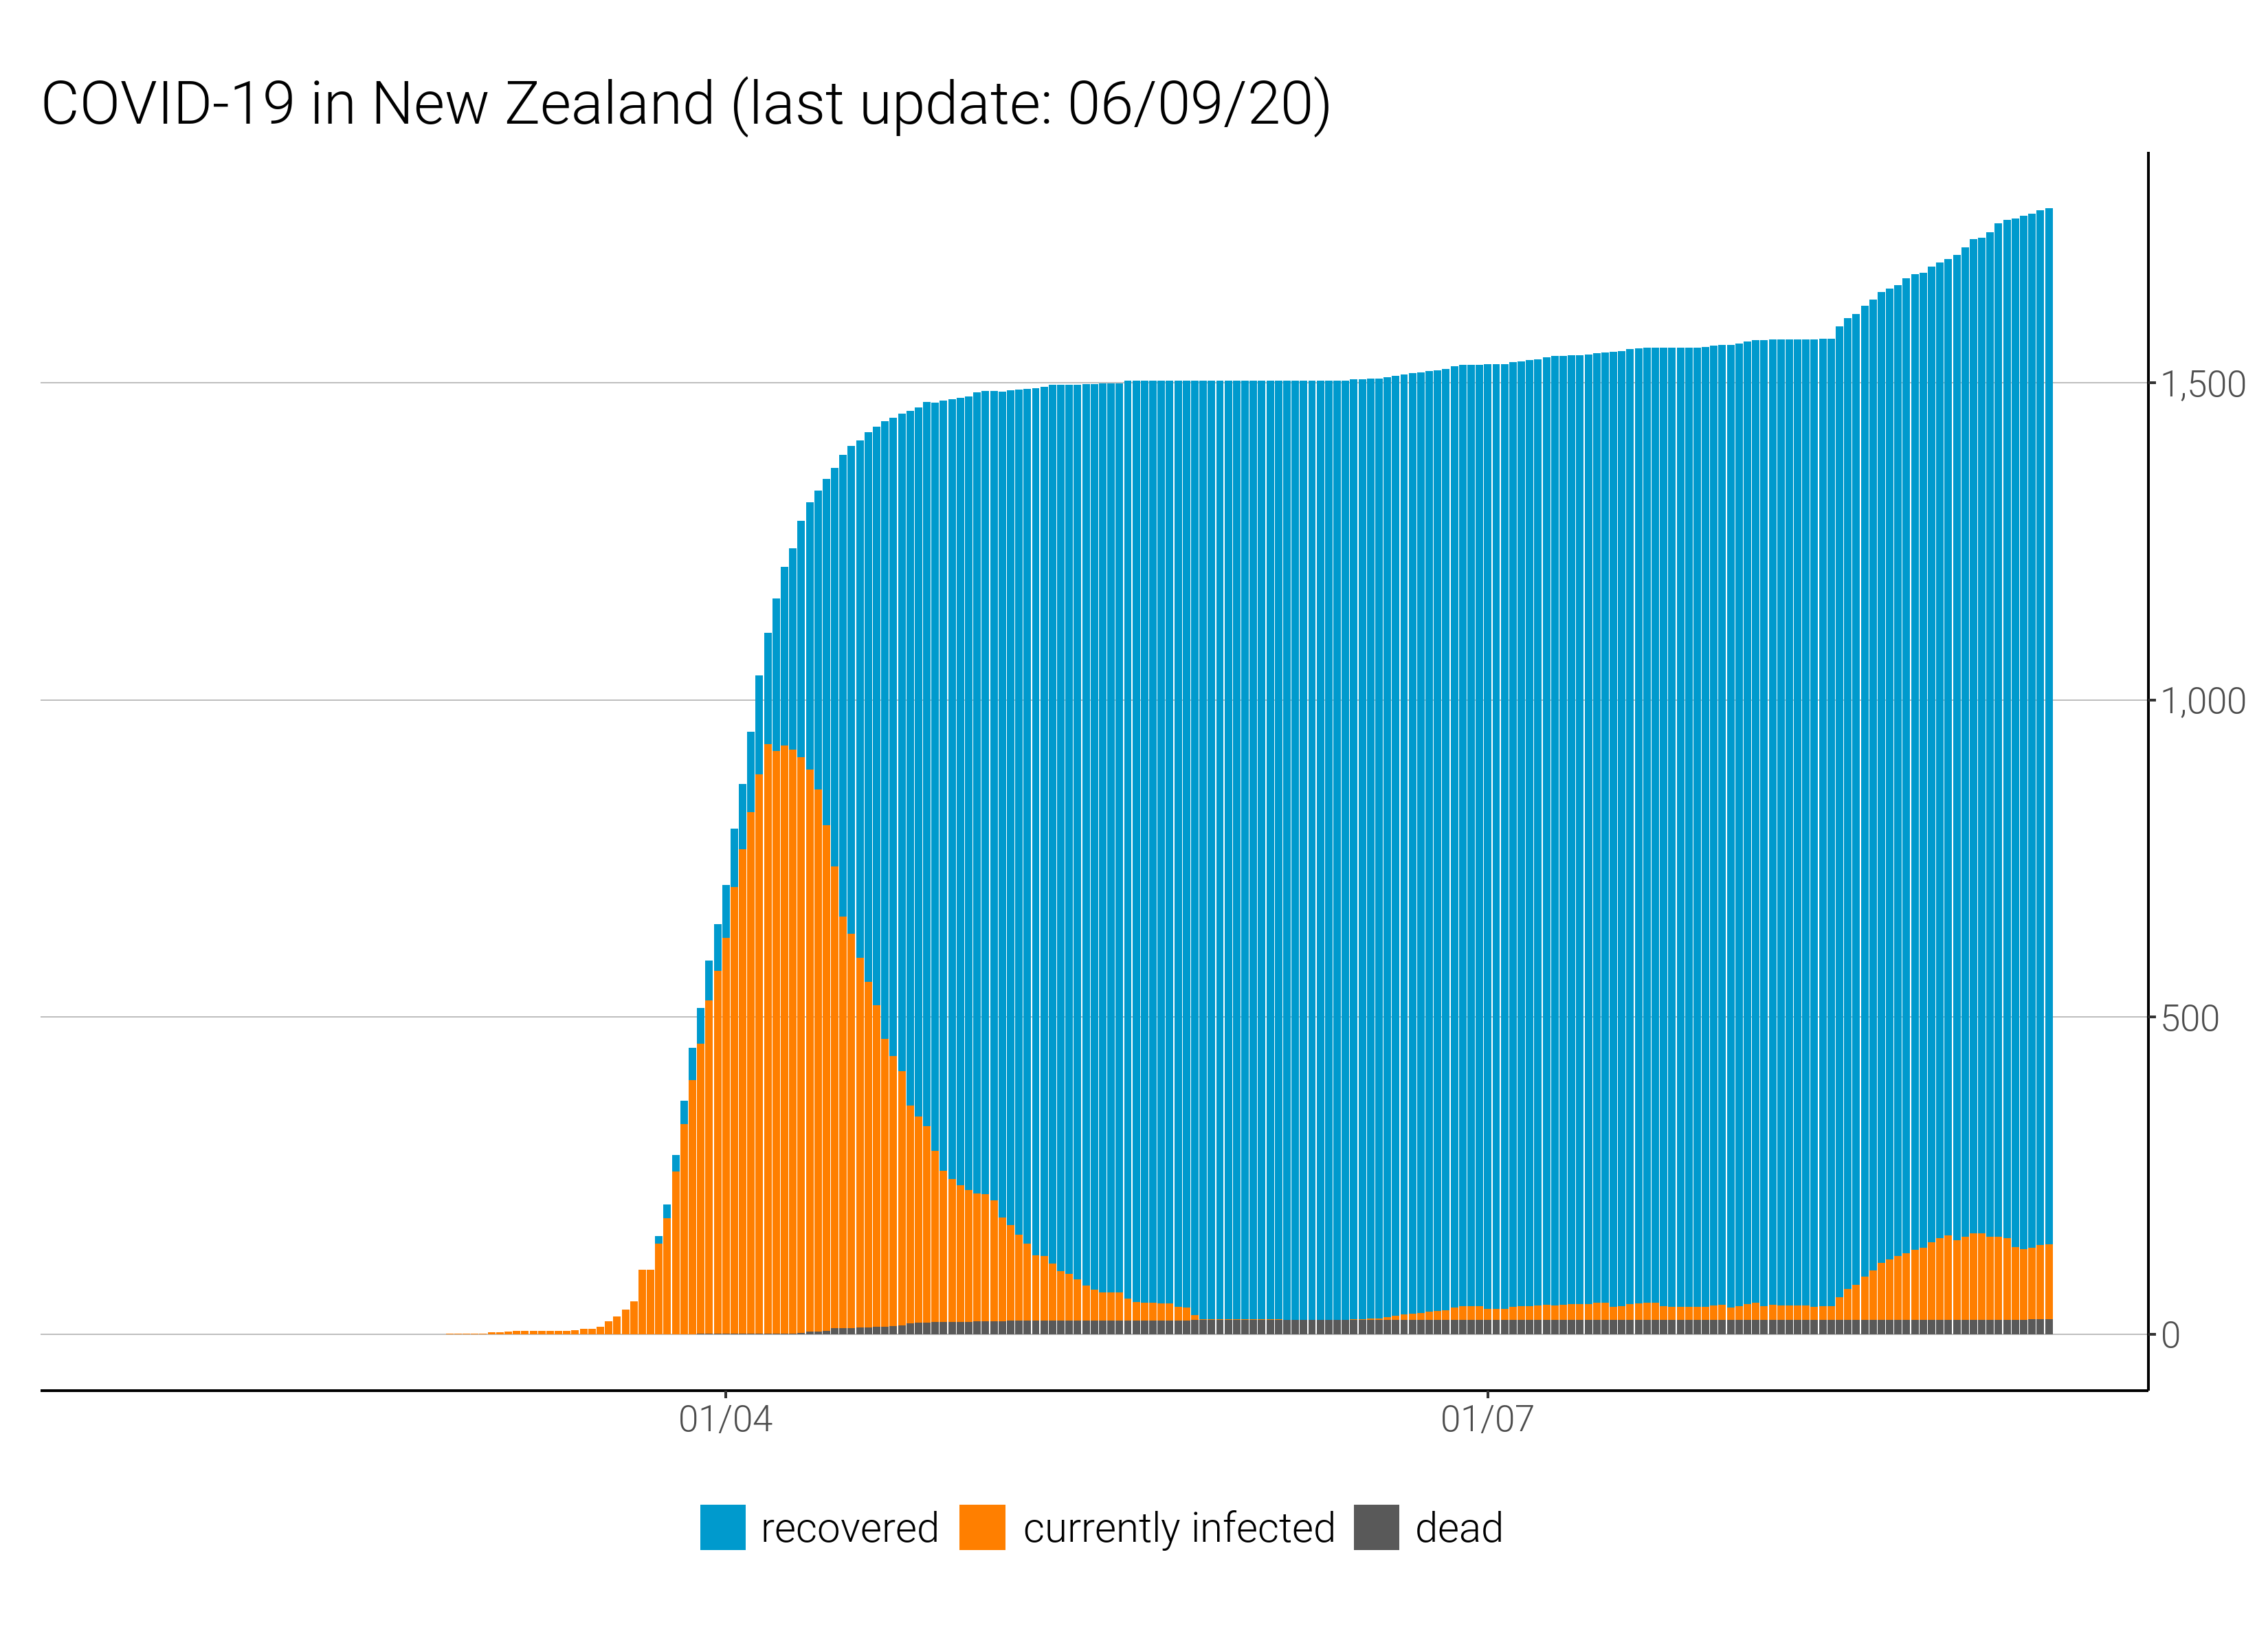 COVID-19 in New Zealand (last update: 06/09/20)
1,500
1,000
500
0
01/04 01/07
recovered currently infected dead